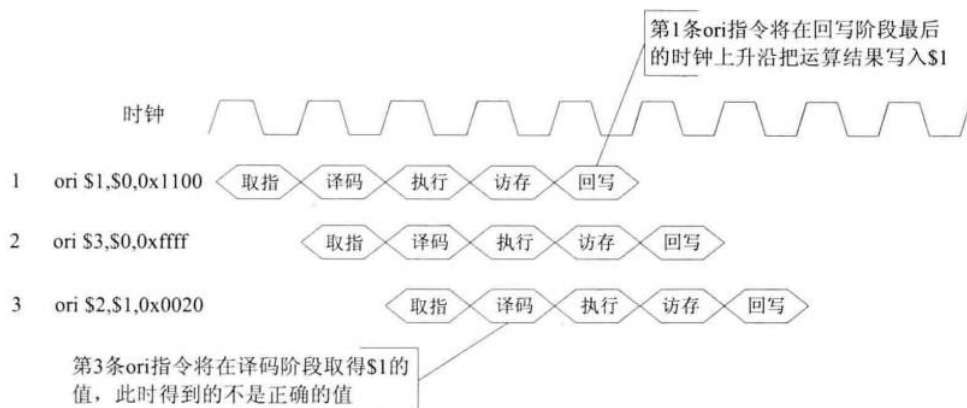 第1条ori指令将在回写阶段最后
的时钟上升沿把运算结果写入$1
时钟
1 ori $1,$0,0x1100 取指 译码 执行 访存 回写
2 ori $3,$0,0xffff 取指 译码 执行 访存 回写
3 ori $2,$1,0x0020 取指 译码 执行 访存 回写
第3条ori指令将在译码阶段取得$1的
值，此时得到的不是正确的值